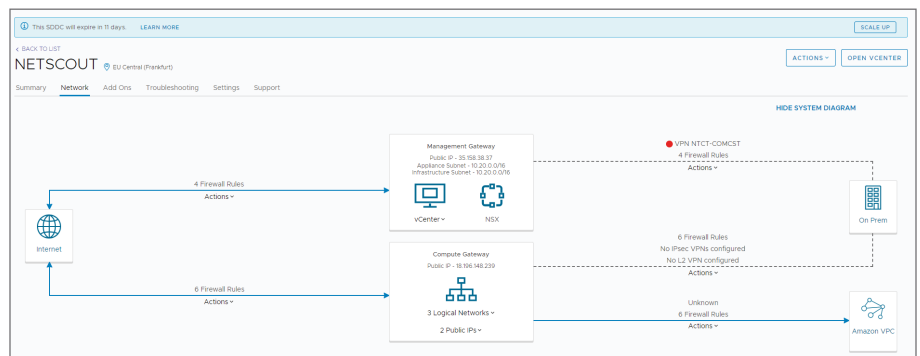 This SDDC will expire in 11 days. LEARN MORE
SCALE UP
< BACK TO LIST
NETSCOUT EU Central (Frankfurt)
ACTIONS
OPEN VCENTER
Summary Network Add Ons Troubleshooting Settings Support
HIDE SYSTEM DIAGRAM
Management Gateway
Public IP - 35.158.38.37
Appliance Subnet - 10.20.0.0/16
Infrastructure Subnet - 10.20.0.0/16
vCenter
NSX
VPN NTCT-COMCST
4 Firewall Rules
Actions
4 Firewall Rules
Actions
On Prem
Internet
6 Firewall Rules
No IPsec VPNs configured
No L2 VPN configured
Actions
Compute Gateway
Public IP - 18.196.148.239
3 Logical Networks
2 Public IPs
6 Firewall Rules
Actions
Unknown
6 Firewall Rules
Actions
Amazon VPC